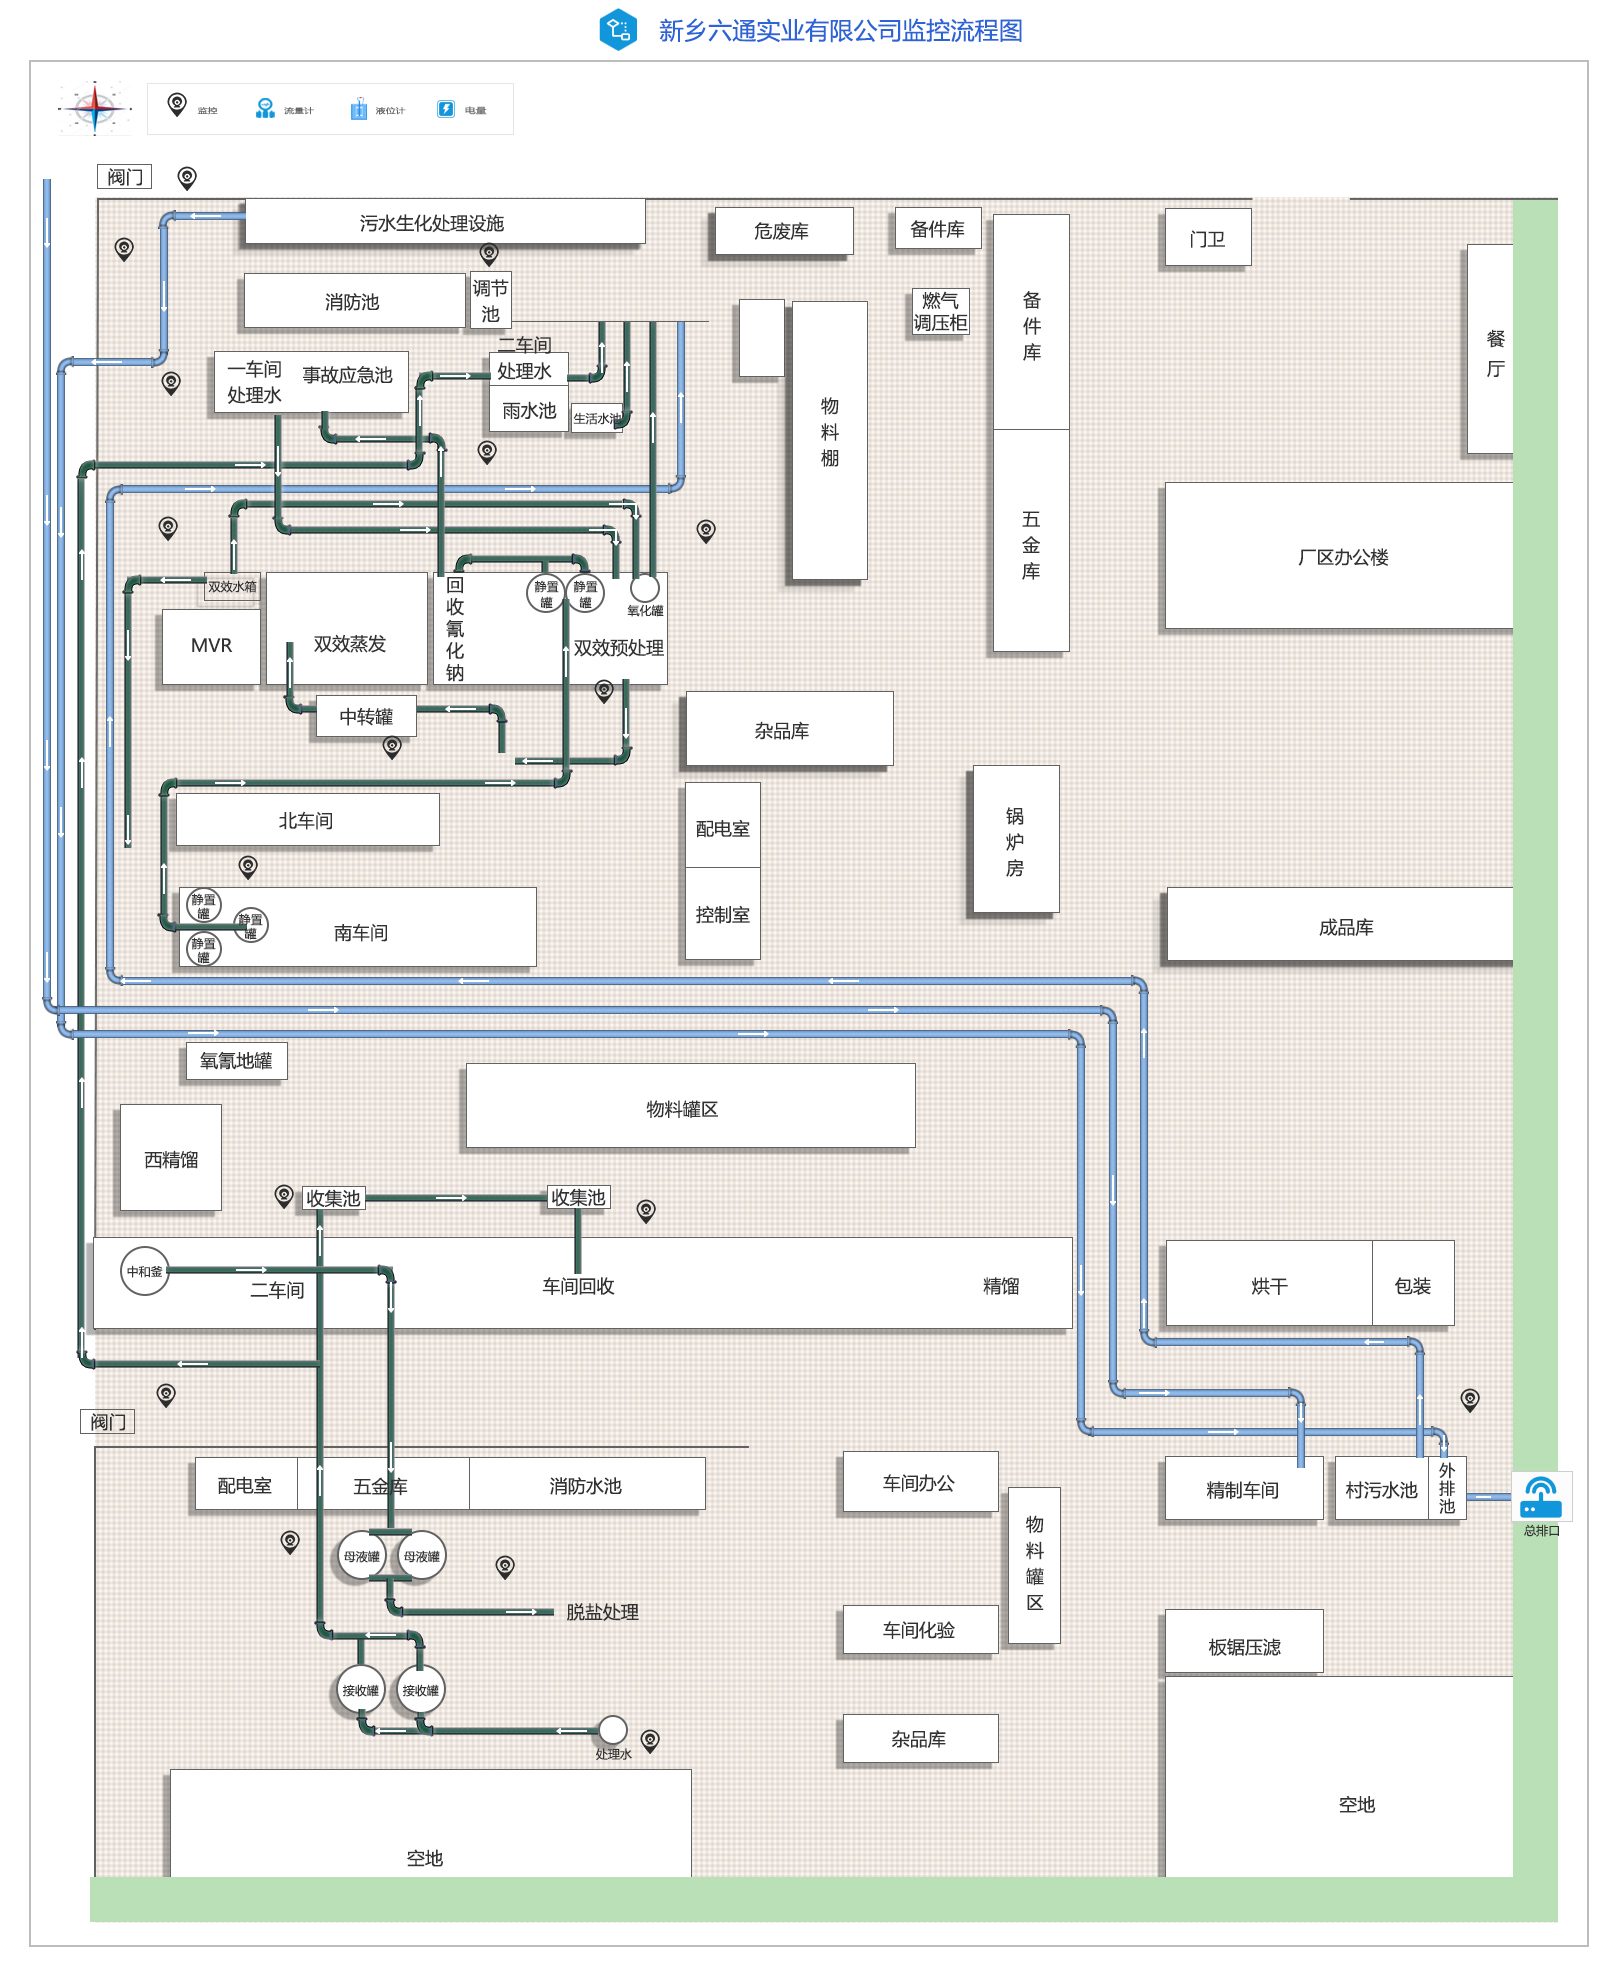 新乡六通实业有限公司监控流程图
监控
流量计
液位计
电量
阀门
污水生化处理设施
危废库
备件库
门卫
消防池
调节
池
燃气
调压柜
备
件
库
餐
厅
二车间
处理水
一车间
处理水
事故应急池
雨水池
生活水池
物
料
棚
五
金
库
厂区办公楼
双效水箱
MVR
双效蒸发
回
收
氰
化
钠
静置
罐
静置
罐
氧化罐
双效预处理
中转罐
杂品库
北车间
配电室
控制室
锅
炉
房
静置
罐
静置
罐
静置
罐
南车间
成品库
氧氰地罐
物料罐区
西精馏
收集池
收集池
中和釜
二车间
车间回收
精馏
烘干
包装
阀门
配电室
五金库
消防水池
车间办公
物
料
罐
区
精制车间
村污水池
外
排
池
总排口
母液罐
母液罐
脱盐处理
车间化验
板锯压滤
接收罐
接收罐
处理水
杂品库
空地
空地